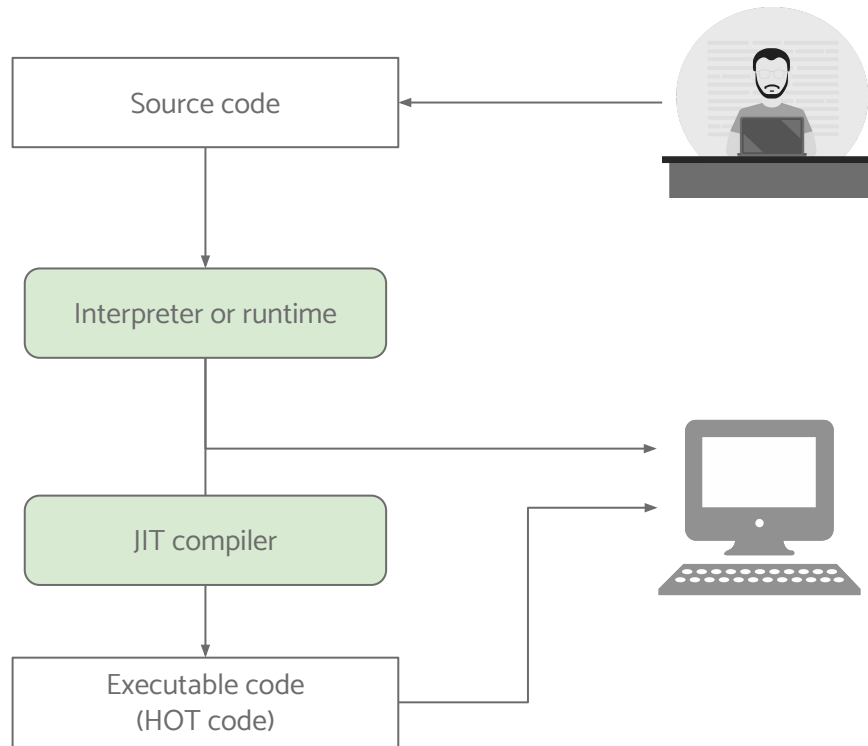 Source code
Interpreter or runtime
JIT compiler
Executable code
(HOT code)